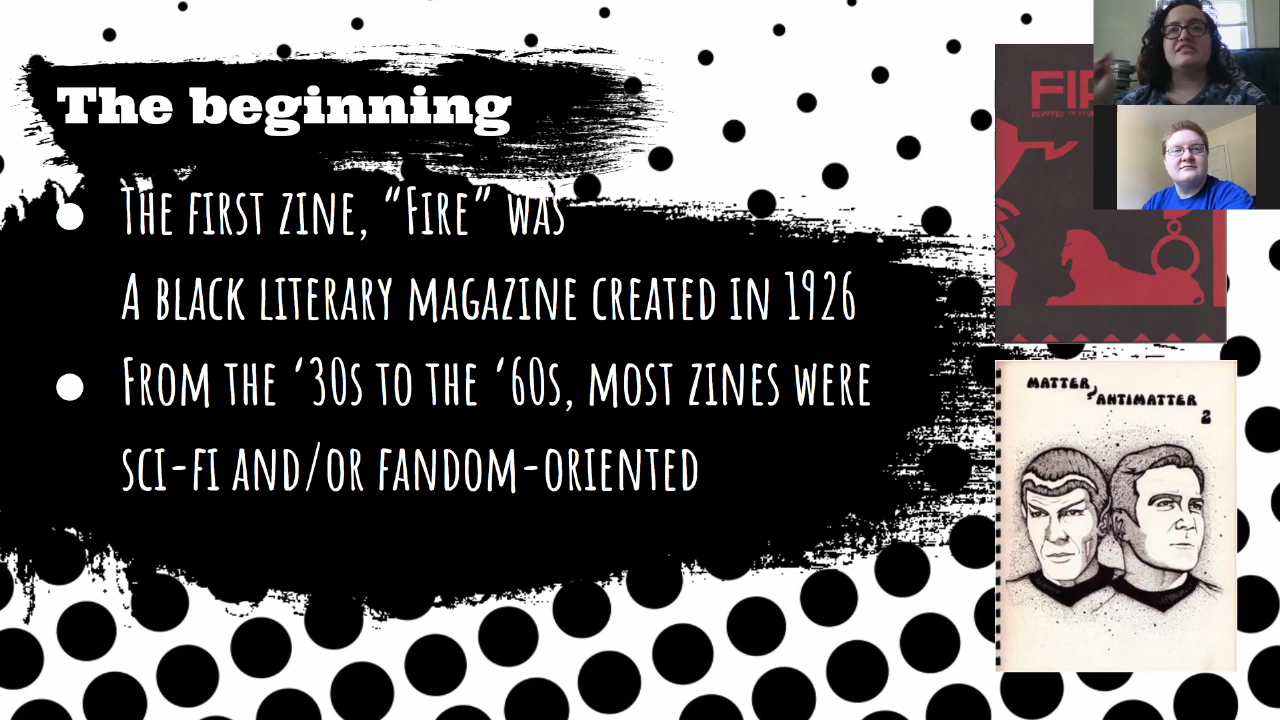 The beginning
● The first zine, “Fire” was
A black literary magazine created in 1926
● From the ‘30s to the ‘60s, most zines were
sci-fi and/or fandom-oriented
MATTER,
ANTIMATTER
2